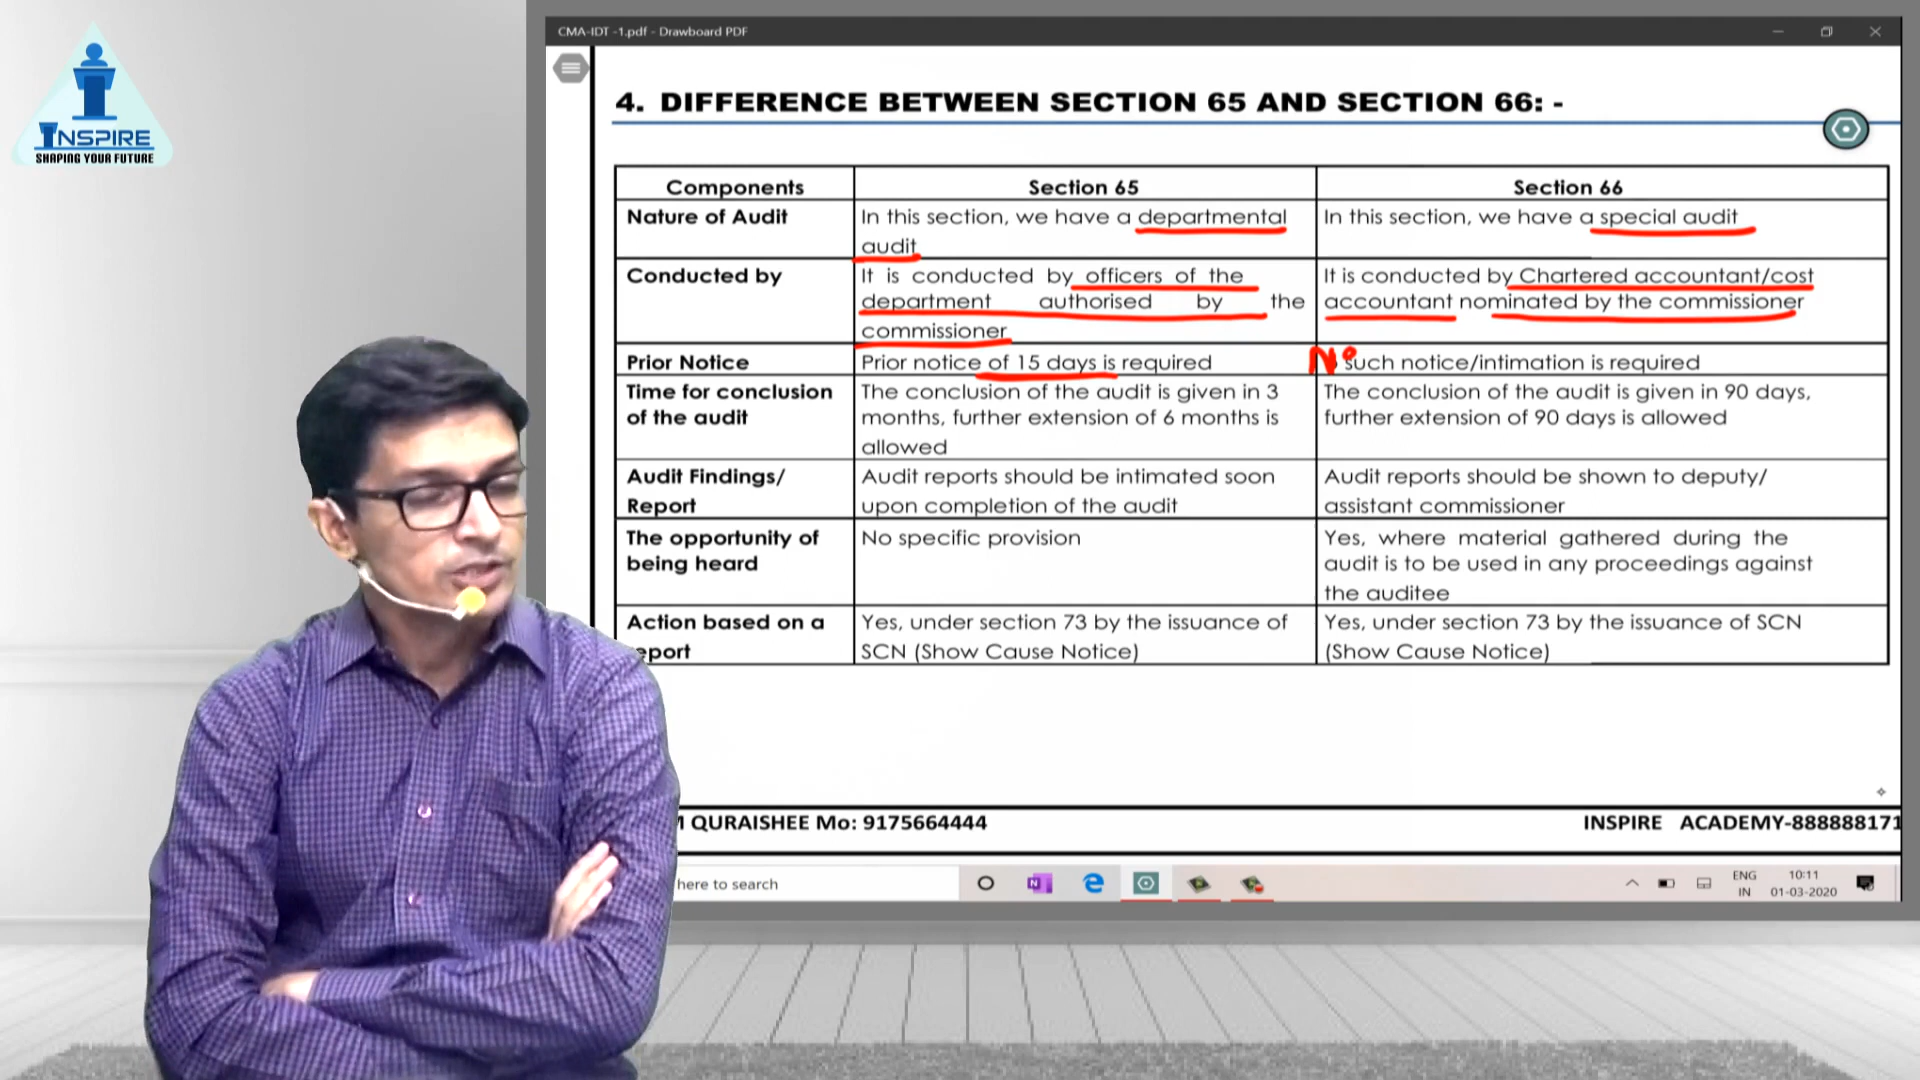 INSPIRE
SHAPING YOUR FUTURE
CMA-IDT -1.pdf - Drawboard PDF
4. DIFFERENCE BETWEEN SECTION 65 AND SECTION 66: -
Components Section 65 Section 66
Nature of Audit
In this section, we have a departmental
audit
In this section, we have a special audit
Conducted by
It is conducted by officers of the
department authorised by the
commissioner
It is conducted by Chartered accountant/cost
accountant nominated by the commissioner
Prior Notice
Prior notice of 15 days is required
No such notice/intimation is required
Time for conclusion
of the audit
The conclusion of the audit is given in 3
months, further extension of 6 months is
allowed
The conclusion of the audit is given in 90 days,
further extension of 90 days is allowed
Audit Findings/
Report
Audit reports should be intimated soon
upon completion of the audit
Audit reports should be shown to deputy/
assistant commissioner
The opportunity of
being heard
No specific provision
Yes, where material gathered during the
audit is to be used in any proceedings against
the auditee
Action based on a
eport
Yes, under section 73 by the issuance of
SCN (Show Cause Notice)
Yes, under section 73 by the issuance of SCN
(Show Cause Notice)
QURAISHEE Mo: 9175664444
INSPIRE ACADEMY-888888171
here to search
ENG
IN
10:11
01-03-2020